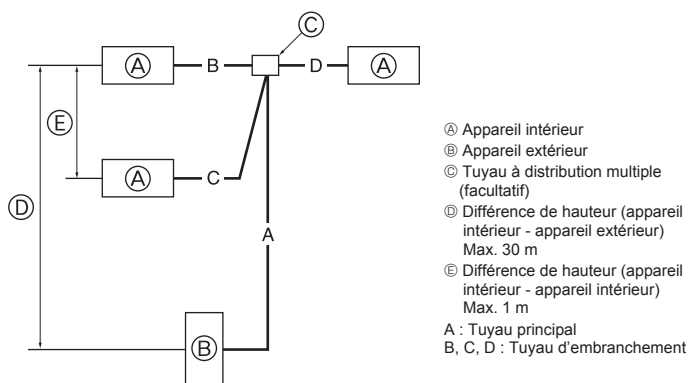 Ⓒ
Ⓐ B D Ⓐ
Ⓔ
Ⓐ C
Ⓓ
A
Ⓑ
Ⓐ Appareil intérieur
Ⓑ Appareil extérieur
Ⓒ Tuyau à distribution multiple
(facultatif)
Ⓓ Différence de hauteur (appareil
intérieur - appareil extérieur)
Max. 30 m
Ⓔ Différence de hauteur (appareil
intérieur - appareil intérieur)
Max. 1 m
A : Tuyau principal
B, C, D : Tuyau d’embranchement